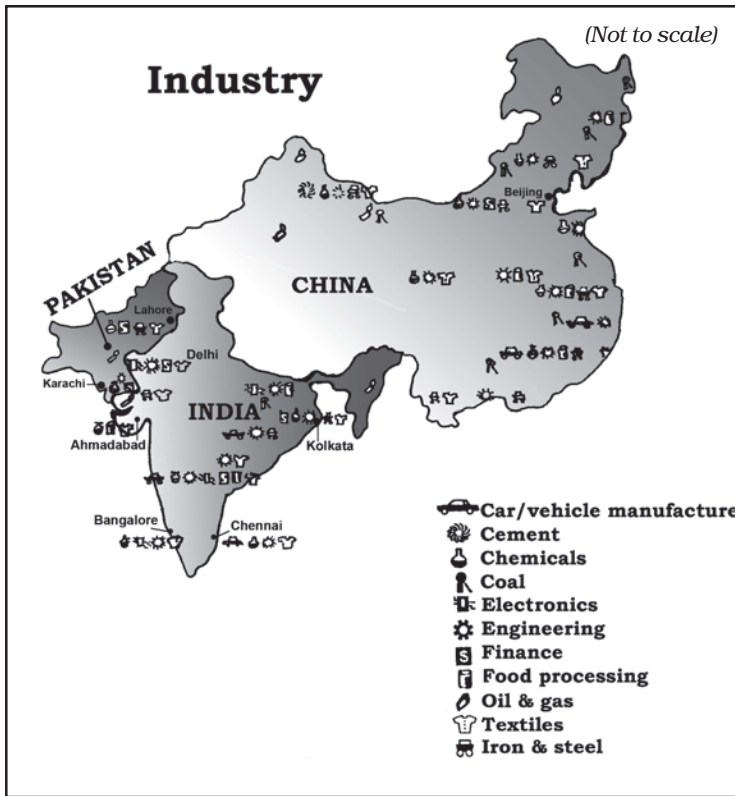 (Not to scale)
Industry
Beijing
CHINA
PAKISTAN
Lahore
Delhi
Karachi
INDIA
Ahmadabad
Kolkata
Bangalore
Chennai
Car/vehicle manufacture
Cement
Chemicals
Coal
Electronics
Engineering
Finance
Food processing
Oil & gas
Textiles
Iron & steel